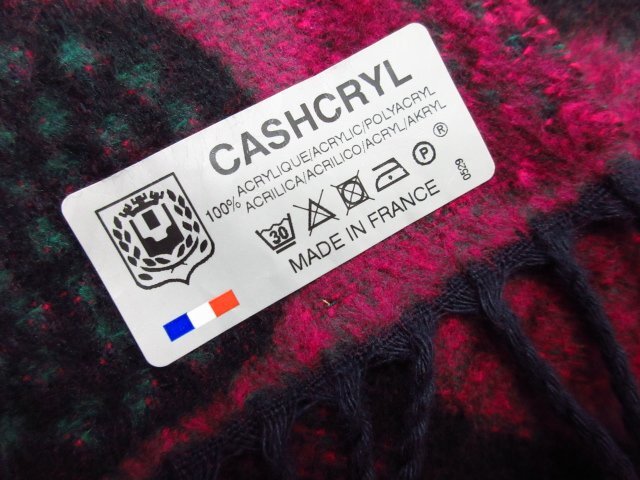 CASHCRYL
100% ACRYLIQUE/ACRYLIC/POLYACRYL
ACRILICA/ACRILICO/ACRYL/AKRYL
30 P ®
MADE IN FRANCE
0529